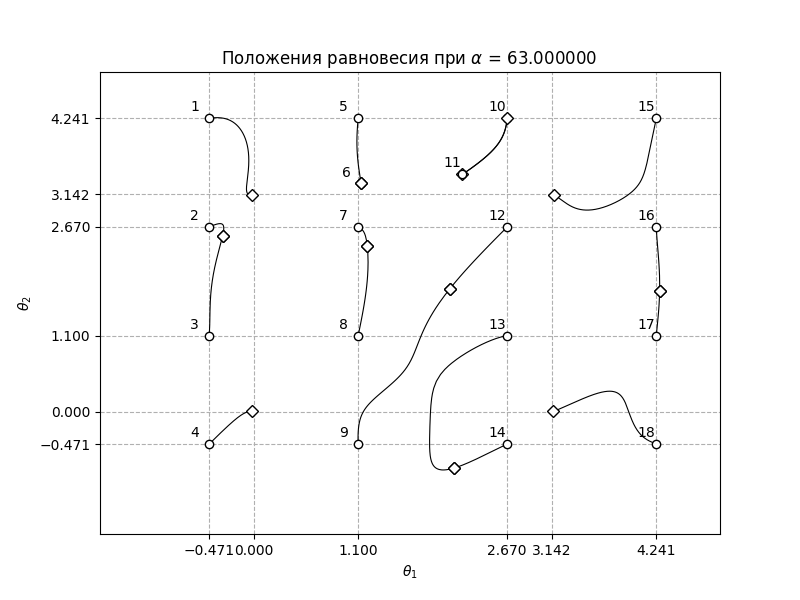 Положения равновесия при α = 63.000000
1 5 10 15
4.241
11
6
3.142
2 7 12 16
2.670
θ₂
3 8 13 17
1.100
0.000
4 9 14 18
−0.471
−0.471 0.000 1.100 2.670 3.142 4.241
θ₁